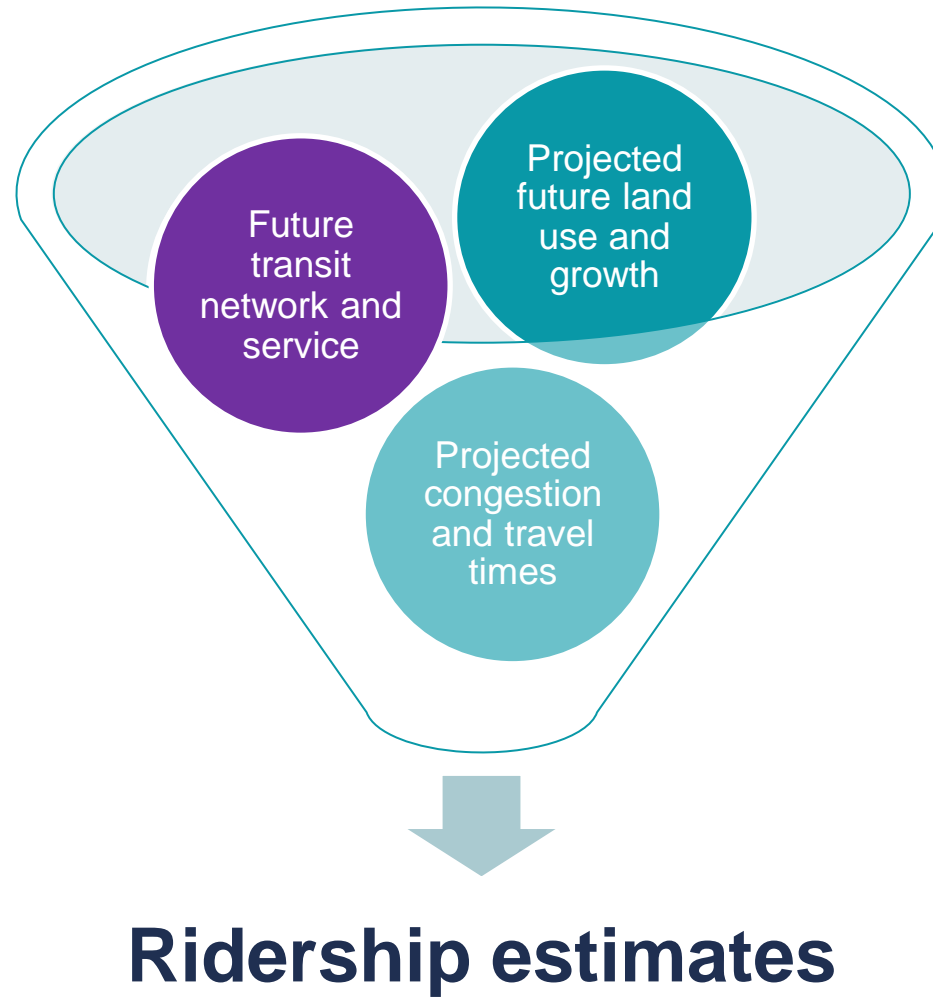 Projected
future land
use and
growth
Future
transit
network and
service
Projected
congestion
and travel
times
Ridership estimates